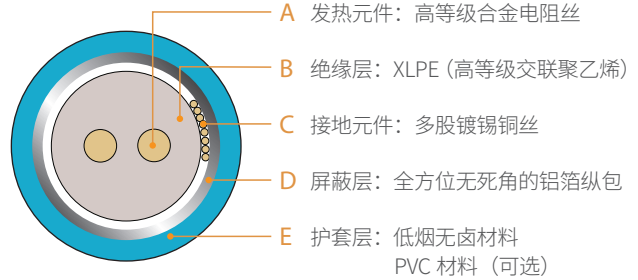 A 发热元件：高等级合金电阻丝
B 绝缘层：XLPE（高等级交联聚乙烯）
C 接地元件：多股镀锡铜丝
D 屏蔽层：全方位无死角的铝箔纵包
E 护套层：低烟无卤材料
PVC 材料（可选）